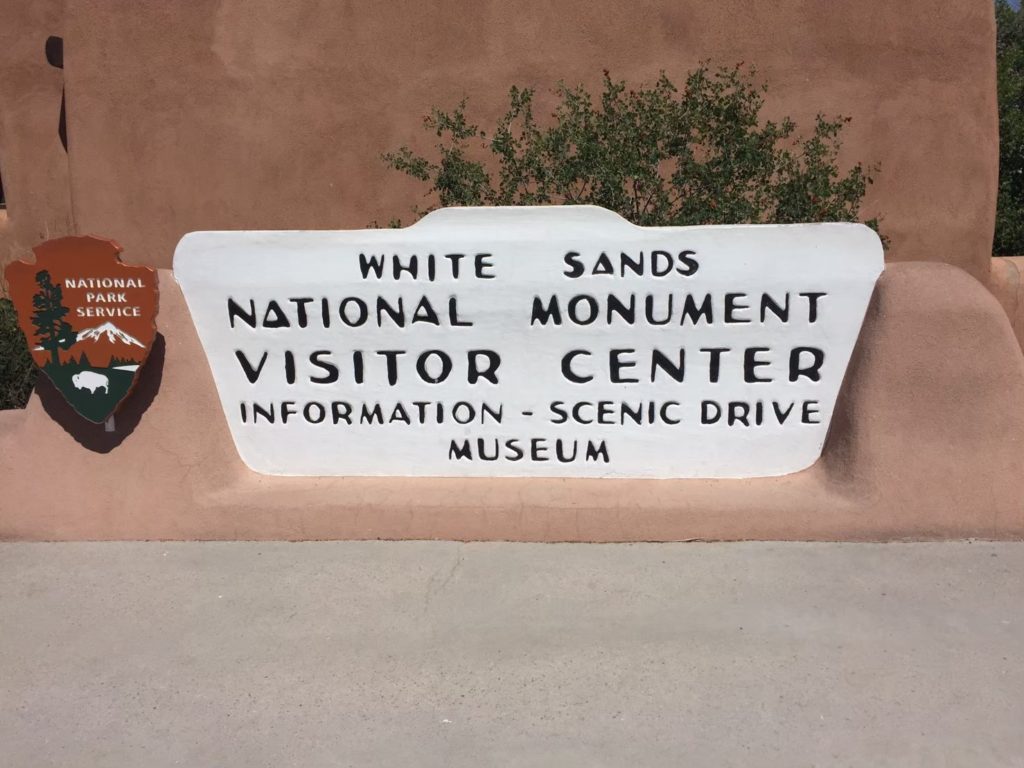 NATIONAL
PARK
SERVICE
WHITE SANDS
NATIONAL MONUMENT
VISITOR CENTER
INFORMATION - SCENIC DRIVE
MUSEUM